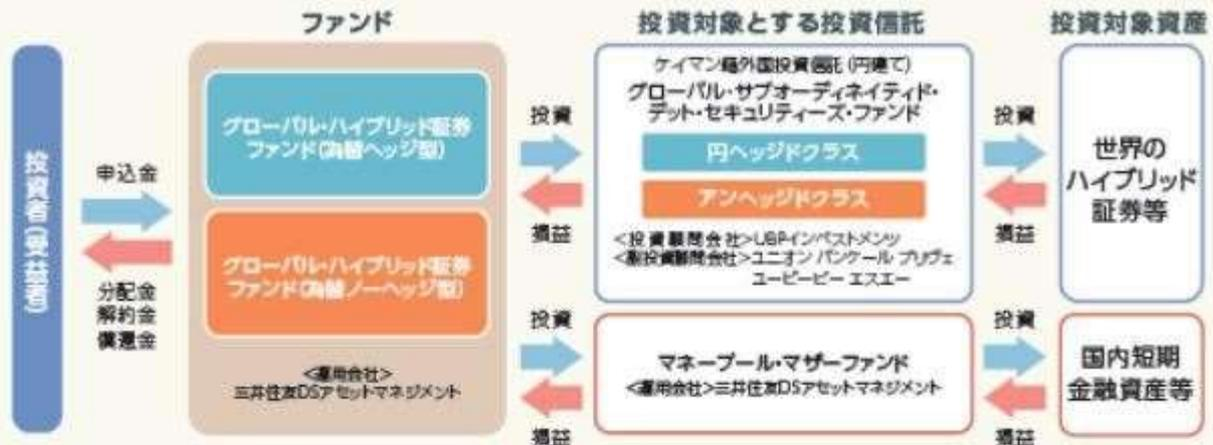 ファンド
投資対象とする投資信託
投資対象資産
投資者(受益者)
申込金
分配金
解約金
償還金
グローバル・ハイブリッド証券
ファンド(為替ヘッジ型)
グローバル・ハイブリッド証券
ファンド(為替ノーヘッジ型)
<運用会社>
三井住友DSアセットマネジメント
投資
損益
ケイマン籍外国投資信託(円建て)
グローバル・サブオーディネイティド・
デット・セキュリティーズ・ファンド
円ヘッジドクラス
アンヘッジドクラス
<投資顧問会社>UBPインベストメンツ
<副投資顧問会社>ユニオン バンケール プリヴェ
ユービーピー エスエー
投資
損益
世界の
ハイブリッド
証券等
投資
損益
マネープール・マザーファンド
<運用会社>三井住友DSアセットマネジメント
投資
損益
国内短期
金融資産等